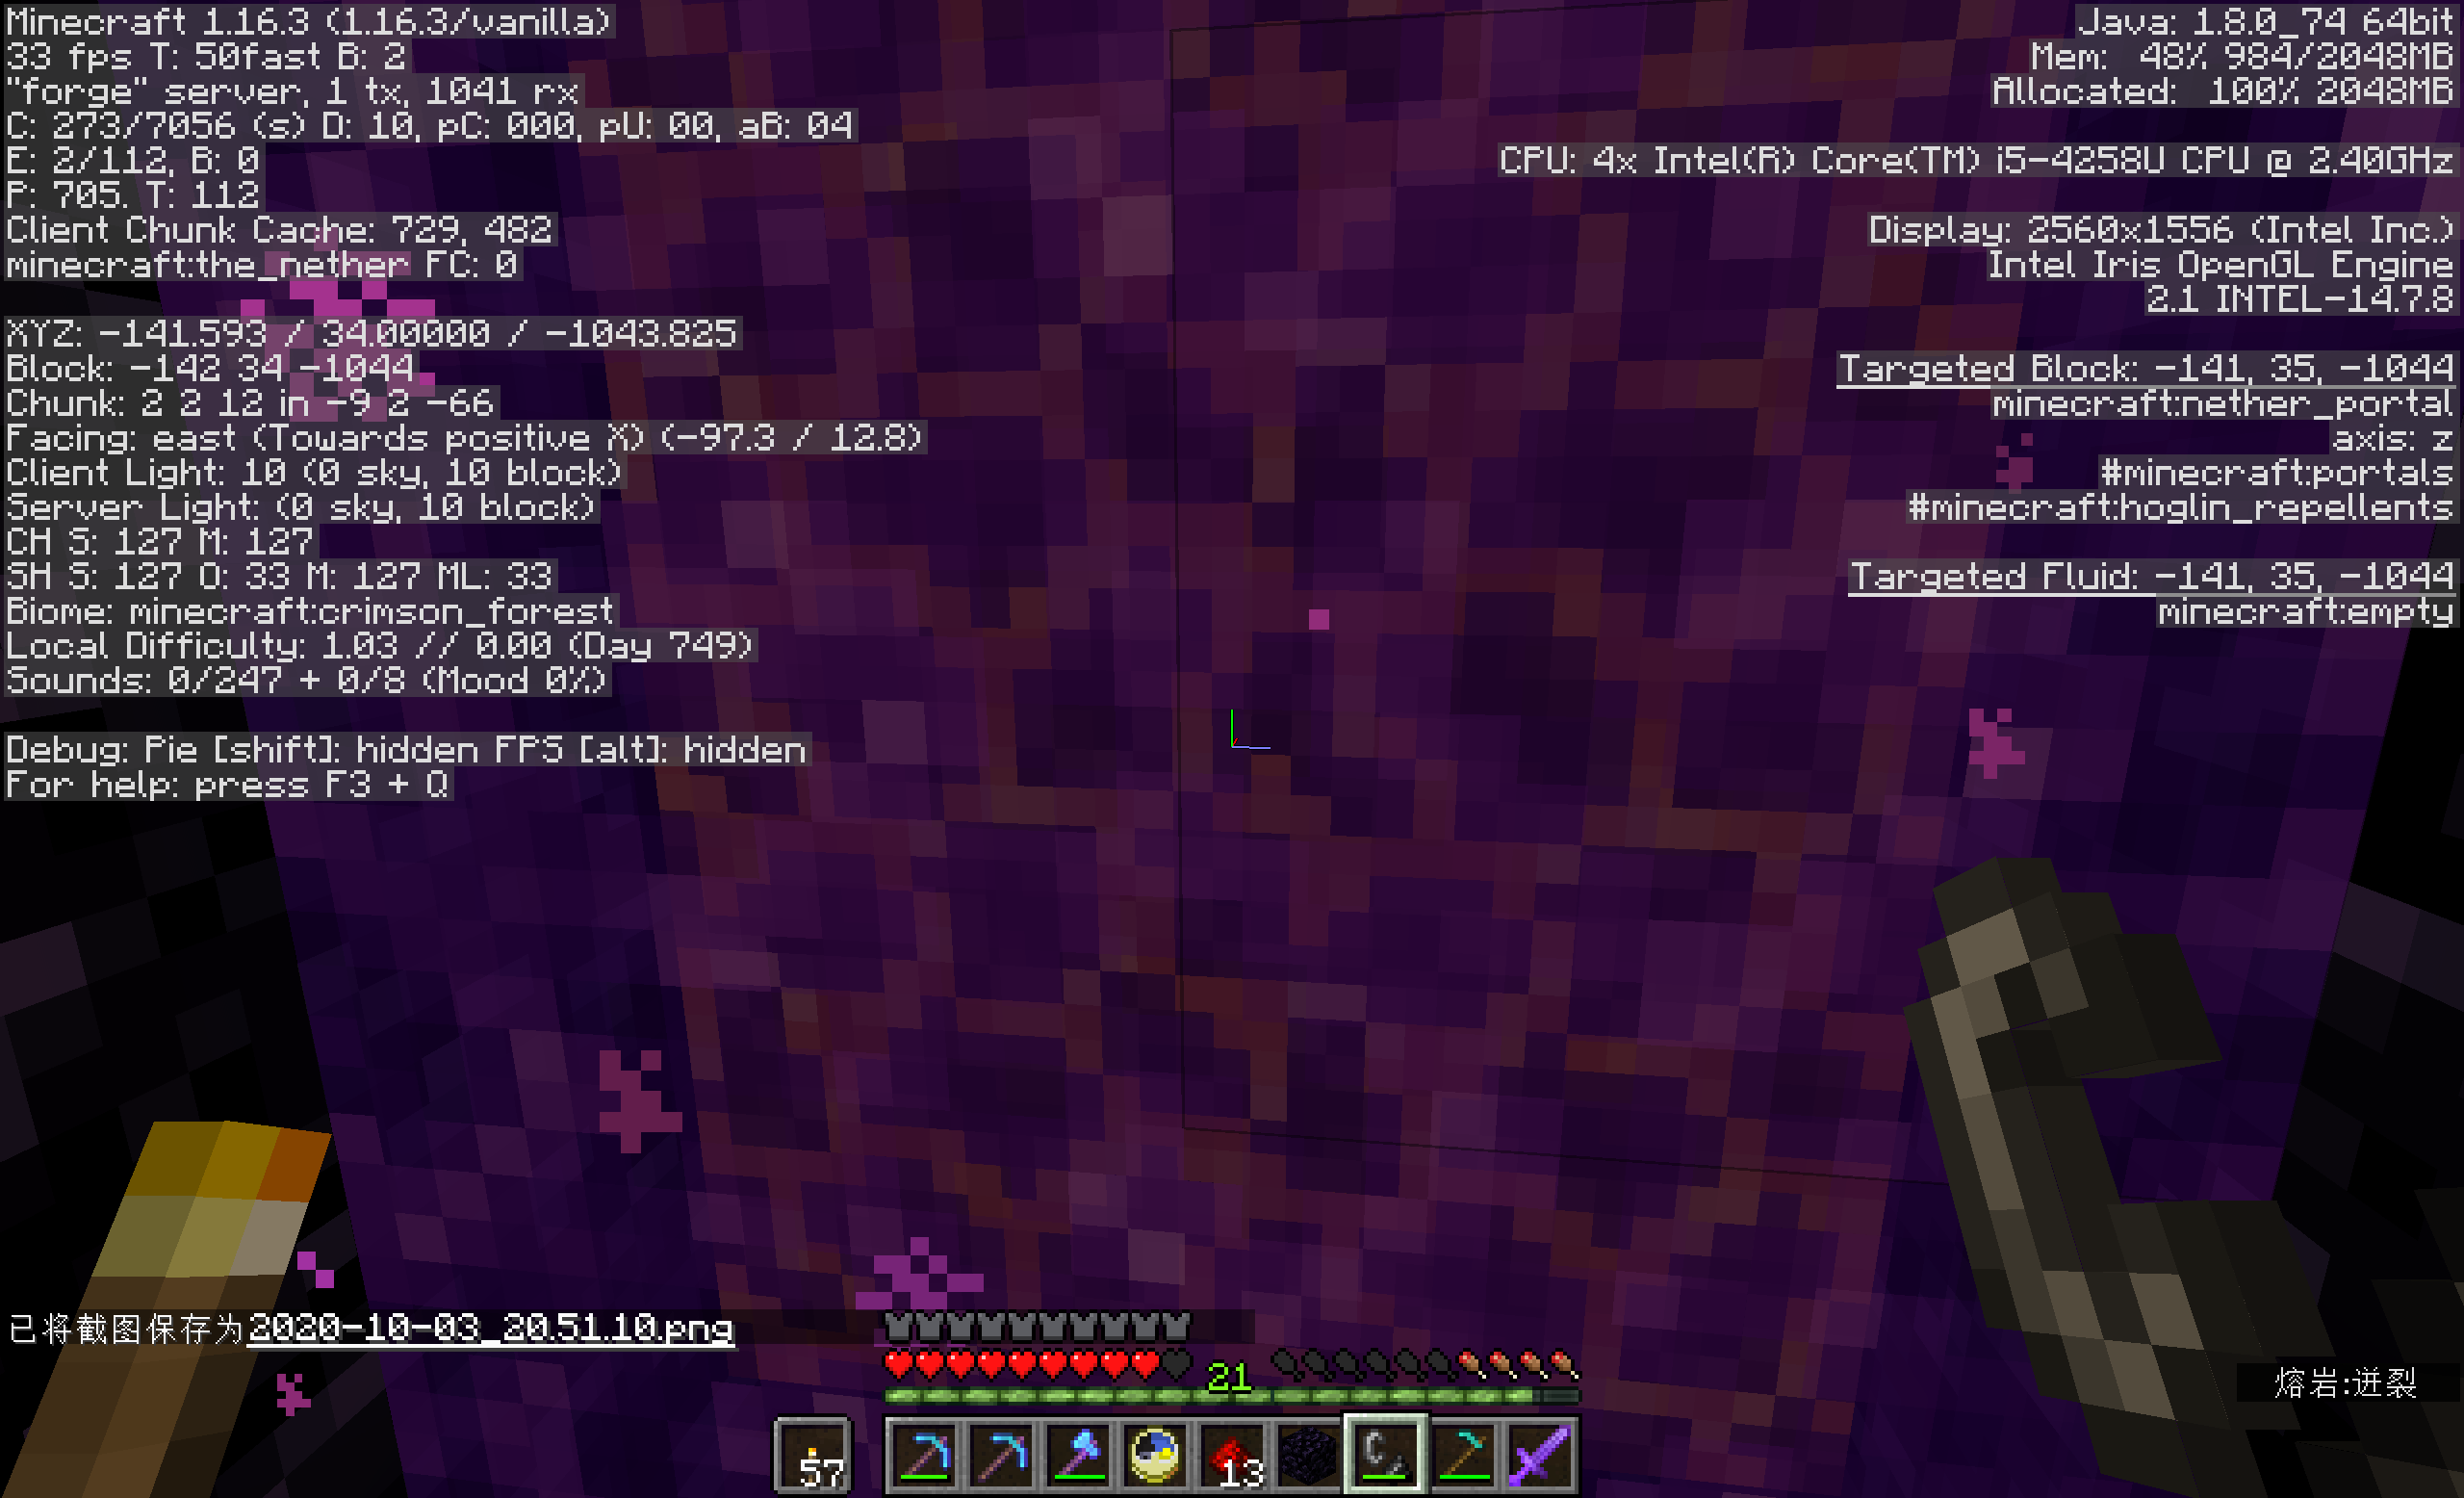 Minecraft 1.16.3 (1.16.3/vanilla)
33 fps T: 50fast B: 2
"forge" server, 1 tx, 1041 rx
C: 273/7056 (s) D: 10, pC: 000, pU: 00, aB: 04
E: 2/112, B: 0
P: 705. T: 112
Client Chunk Cache: 729, 482
minecraft:the_nether FC: 0
XYZ: -141.593 / 34.00000 / -1043.825
Block: -142 34 -1044
Chunk: 2 2 12 in -9 2 -66
Facing: east (Towards positive X) (-97.3 / 12.8)
Client Light: 10 (0 sky, 10 block)
Server Light: (0 sky, 10 block)
CH S: 127 M: 127
SH S: 127 O: 33 M: 127 ML: 33
Biome: minecraft:crimson_forest
Local Difficulty: 1.03 // 0.00 (Day 749)
Sounds: 0/247 + 0/8 (Mood 0%)
Debug: Pie [shift]: hidden FPS [alt]: hidden
For help: press F3 + Q
Java: 1.8.0_74 64bit
Mem: 48% 984/2048MB
Allocated: 100% 2048MB
CPU: 4x Intel(R) Core(TM) i5-4258U CPU @ 2.40GHz
Display: 2560x1556 (Intel Inc.)
Intel Iris OpenGL Engine
2.1 INTEL-14.7.8
Targeted Block: -141, 35, -1044
minecraft:nether_portal
axis: z
#minecraft:portals
#minecraft:hoglin_repellents
Targeted Fluid: -141, 35, -1044
minecraft:empty
已将截图保存为2020-10-03_20.51.10.png
熔岩:迸裂
21
57
13